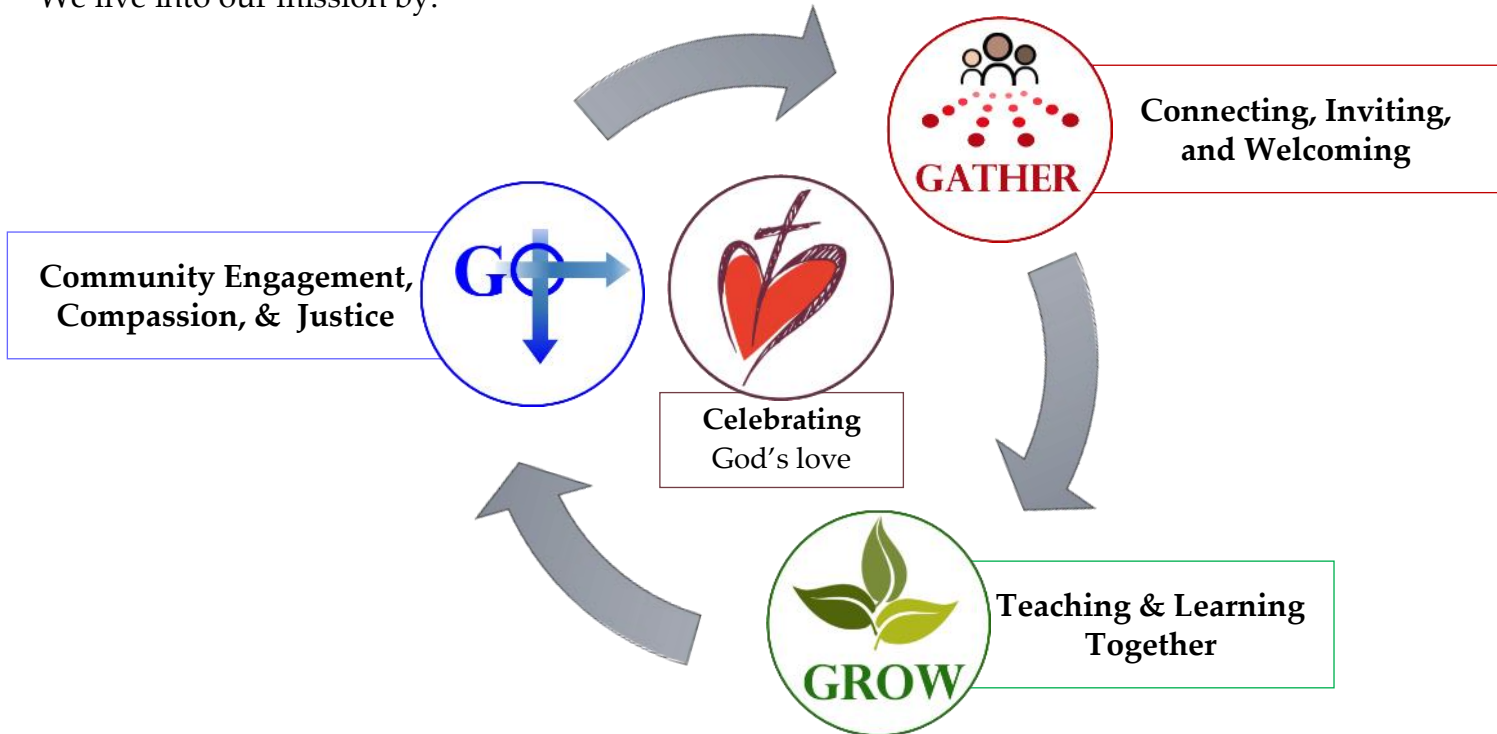 We live into our mission by:
GATHER
Connecting, Inviting,
and Welcoming
GO
Community Engagement,
Compassion, & Justice
Celebrating
God's love
Teaching & Learning
Together
GROW